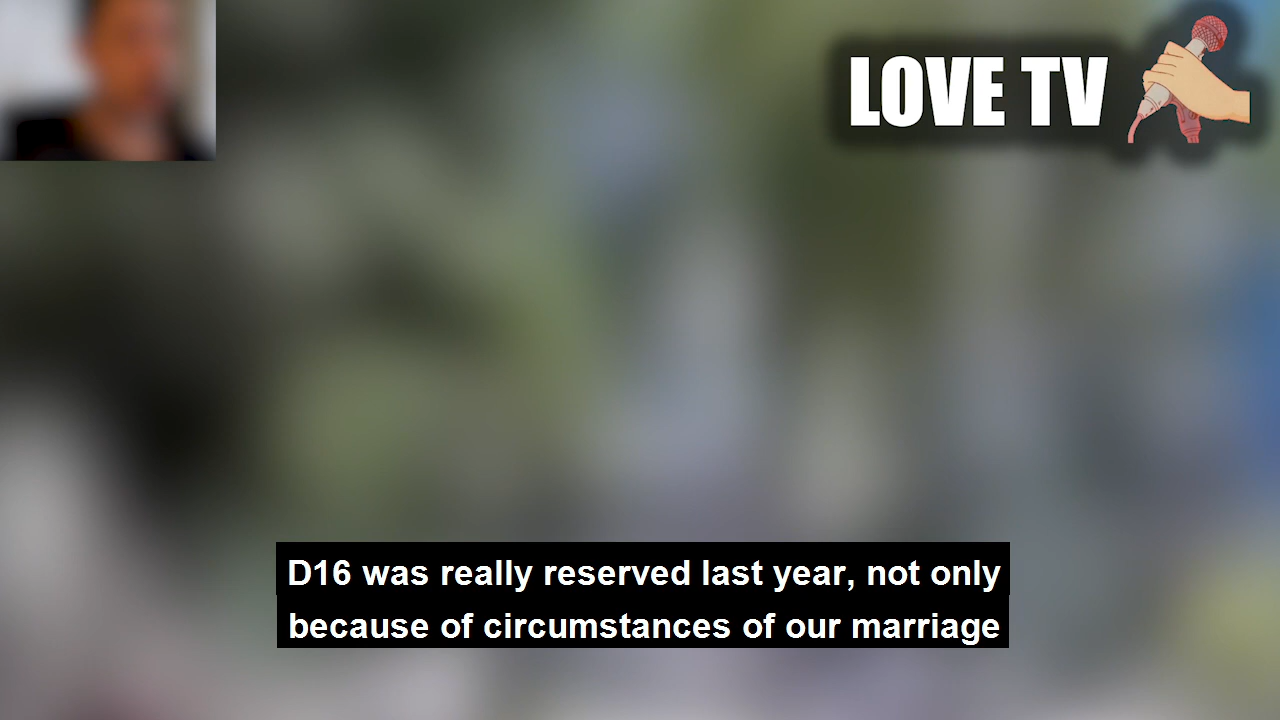 LOVE TV
D16 was really reserved last year, not only
because of circumstances of our marriage